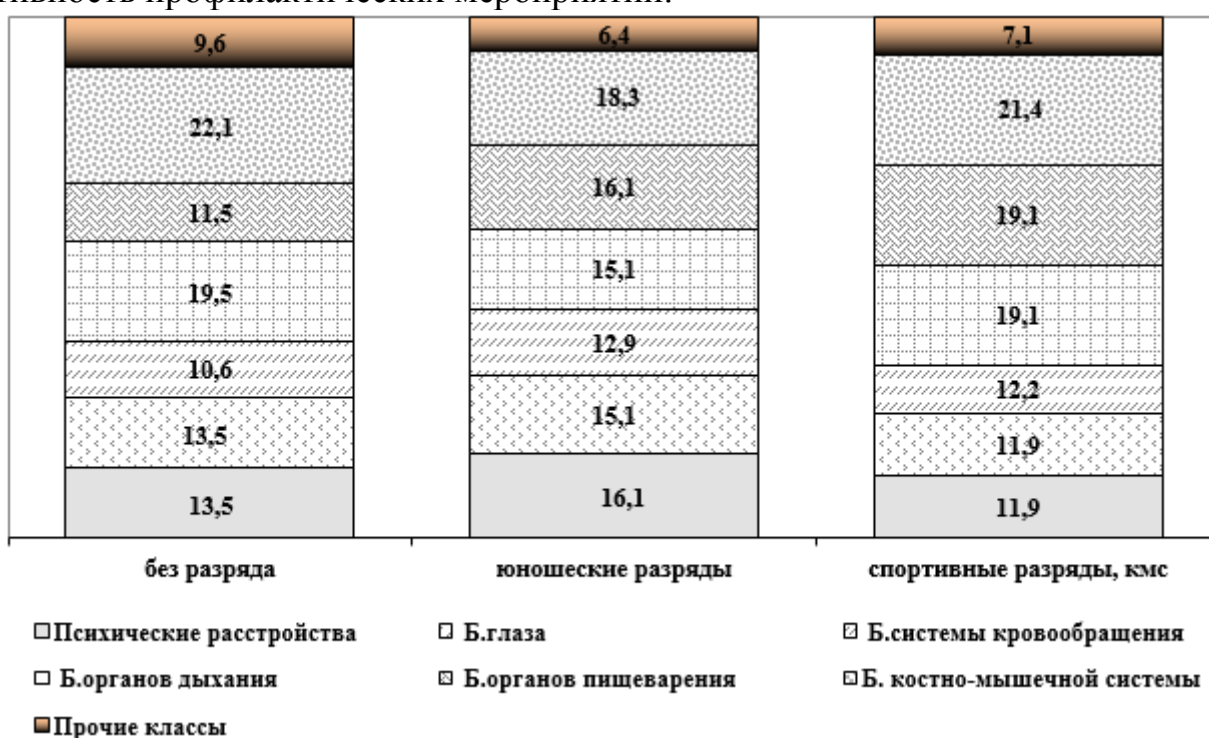 профилактических мероприятий.
9,6 6,4 7,1
22,1 18,3 21,4
11,5 16,1 19,1
19,5 15,1 19,1
10,6 12,9 12,2
13,5 15,1 11,9
13,5 16,1 11,9
без разряда юношеские разряды спортивные разряды, кмс
Психические расстройства Б.глаза Б.системы кровообращения
Б.органов дыхания Б.органов пищеварения Б. костно-мышечной системы
Прочие классы